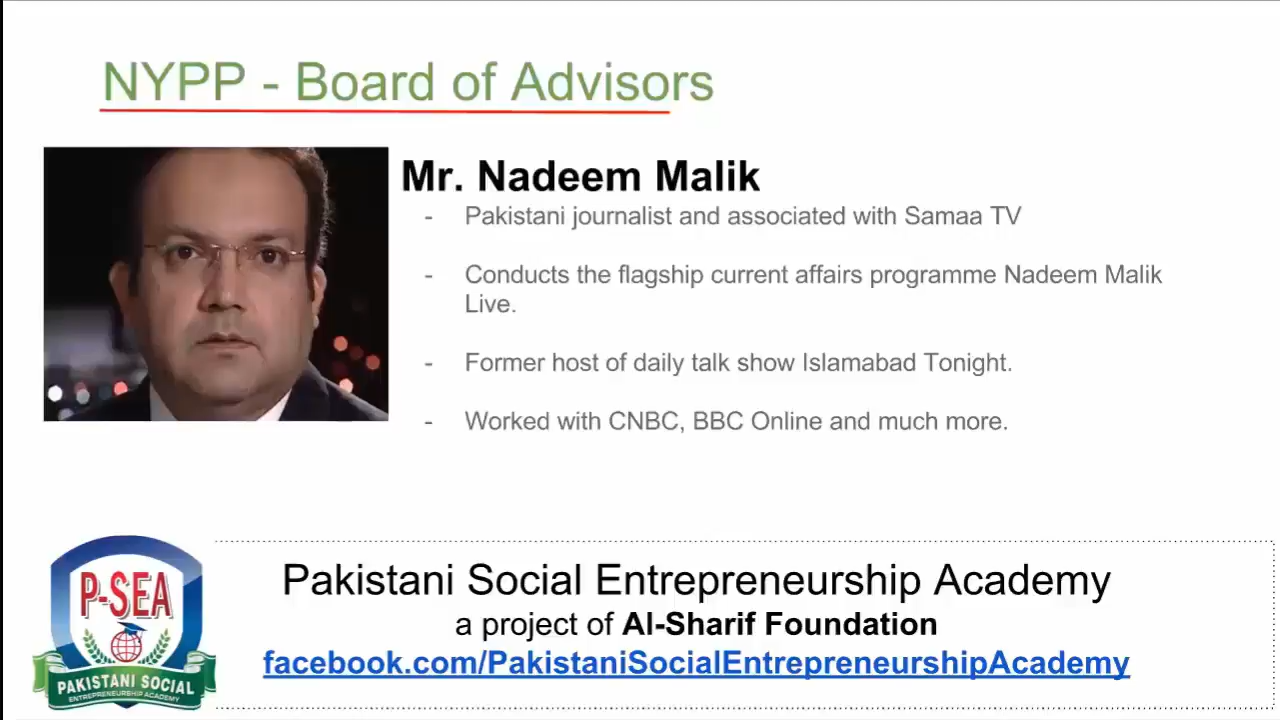 NYPP - Board of Advisors
Mr. Nadeem Malik
- Pakistani journalist and associated with Samaa TV
- Conducts the flagship current affairs programme Nadeem Malik
Live.
- Former host of daily talk show Islamabad Tonight.
- Worked with CNBC, BBC Online and much more.
P-SEA
PAKISTANI SOCIAL
ENTREPRENEURSHIP ACADEMY
Pakistani Social Entrepreneurship Academy
a project of Al-Sharif Foundation
facebook.com/PakistaniSocialEntrepreneurshipAcademy